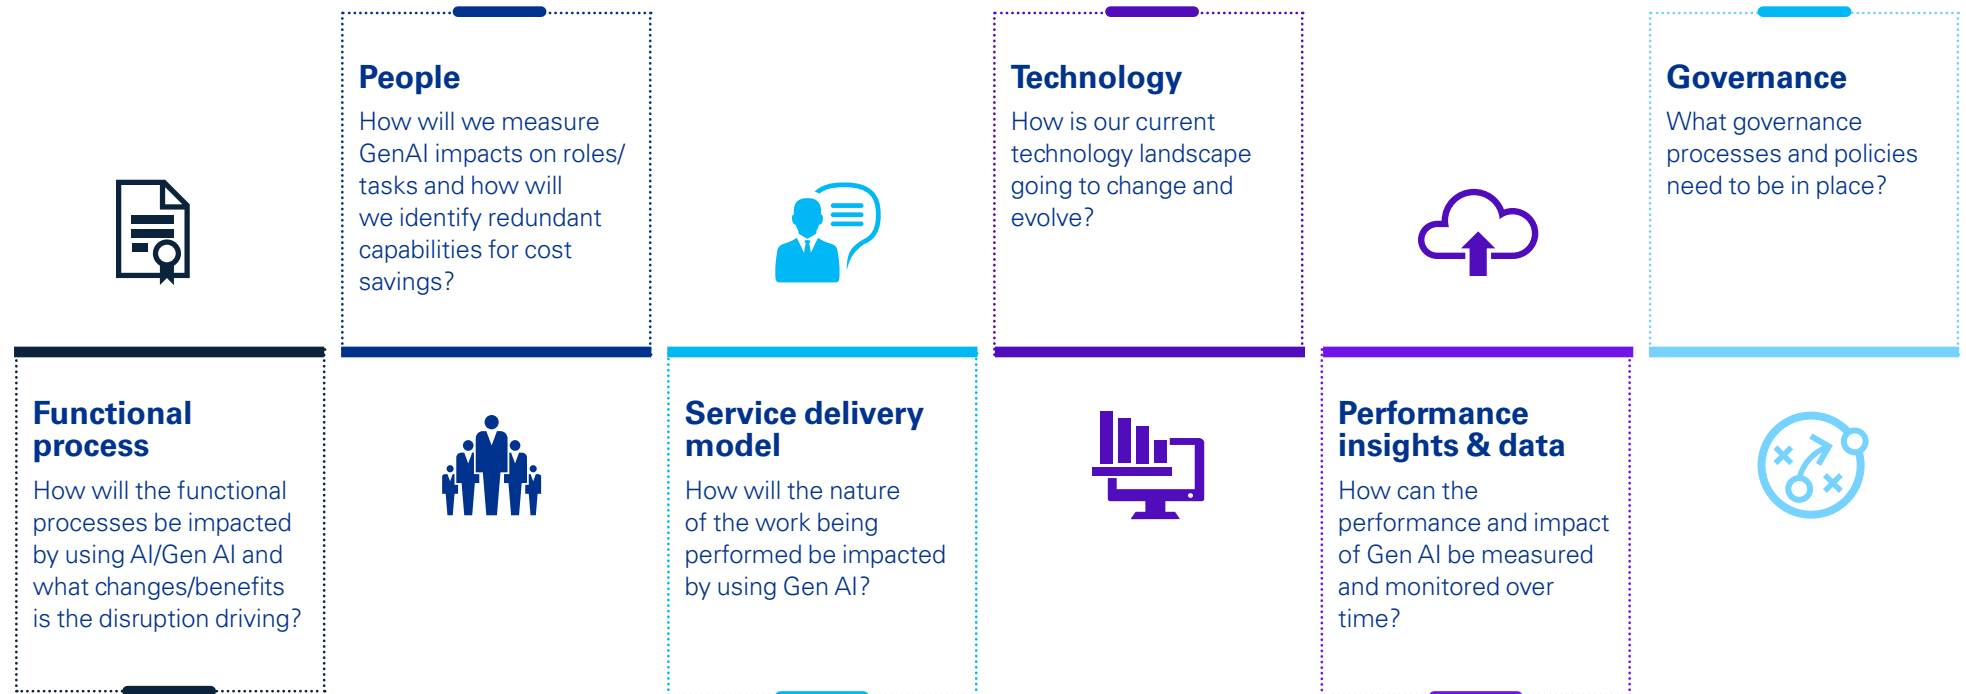 Functional
process
How will the functional
processes be impacted
by using AI/Gen AI and
what changes/benefits
is the disruption driving?
People
How will we measure
GenAI impacts on roles/
tasks and how will
we identify redundant
capabilities for cost
savings?
Service delivery
model
How will the nature
of the work being
performed be impacted
by using Gen AI?
Technology
How is our current
technology landscape
going to change and
evolve?
Performance
insights & data
How can the
performance and impact
of Gen AI be measured
and monitored over
time?
Governance
What governance
processes and policies
need to be in place?